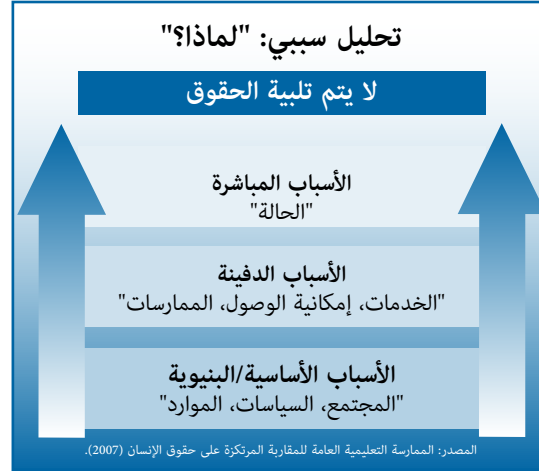 تحليل سببي: "لماذا؟"
لا يتم تلبية الحقوق
الأسباب المباشرة
"الحالة"
الأسباب الدفينة
"الخدمات، إمكانية الوصول، الممارسات"
الأسباب الأساسية/البنيوية
"المجتمع، السياسات، الموارد"
المصدر: الممارسة التعليمية العامة للمقاربة المرتكزة على حقوق الإنسان (2007).